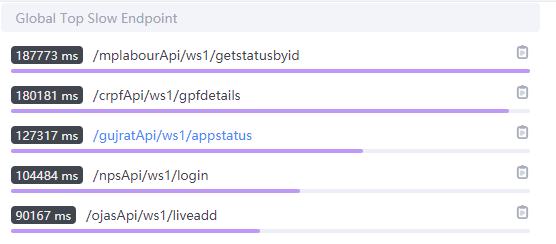 Global Top Slow Endpoint
187773 ms /mplabourApi/ws1/getstatusbyid
180181 ms /crpfApi/ws1/gpfdetails
127317 ms /gujratApi/ws1/appstatus
104484 ms /npsApi/ws1/login
90167 ms /ojasApi/ws1/liveadd